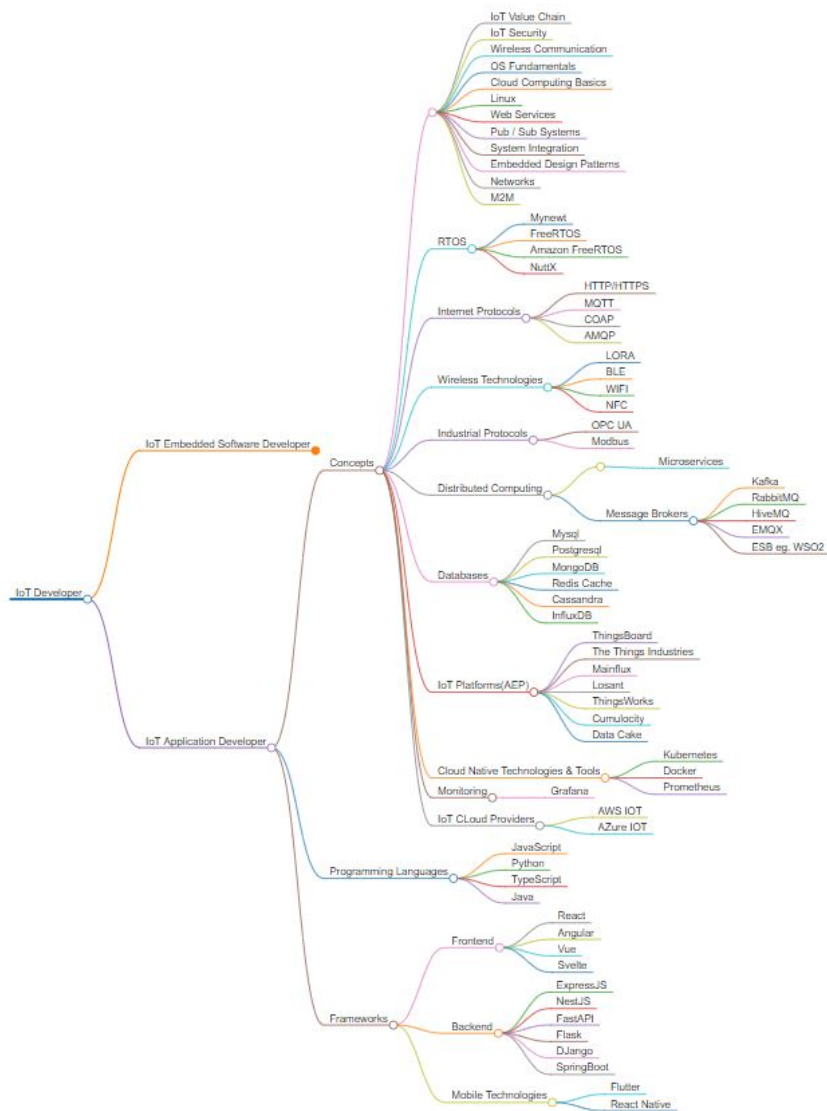 IoT Value Chain
IoT Security
Wireless Communication
OS Fundamentals
Cloud Computing Basics
Linux
Web Services
Pub / Sub Systems
System Integration
Embedded Design Patterns
Networks
M2M
RTOS
Mynewt
FreeRTOS
Amazon FreeRTOS
NuttX
Internet Protocols
HTTP/HTTPS
MQTT
COAP
AMQP
Wireless Technologies
LORA
BLE
WIFI
NFC
Industrial Protocols
OPC UA
Modbus
IoT Embedded Software Developer
Concepts
Distributed Computing
Microservices
Message Brokers
Kafka
RabbitMQ
HiveMQ
EMQX
ESB eg. WSO2
Databases
Mysql
Postgresql
MongoDB
Redis Cache
Cassandra
InfluxDB
IoT Developer
IoT Platforms(AEP)
ThingsBoard
The Things Industries
Mainflux
Losant
ThingsWorks
Cumulocity
Data Cake
IoT Application Developer
Cloud Native Technologies & Tools
Kubernetes
Docker
Prometheus
Monitoring
Grafana
IoT CLoud Providers
AWS IOT
AZure IOT
Programming Languages
JavaScript
Python
TypeScript
Java
Frameworks
Frontend
React
Angular
Vue
Svelte
Backend
ExpressJS
NestJS
FastAPI
Flask
DJango
SpringBoot
Mobile Technologies
Flutter
React Native